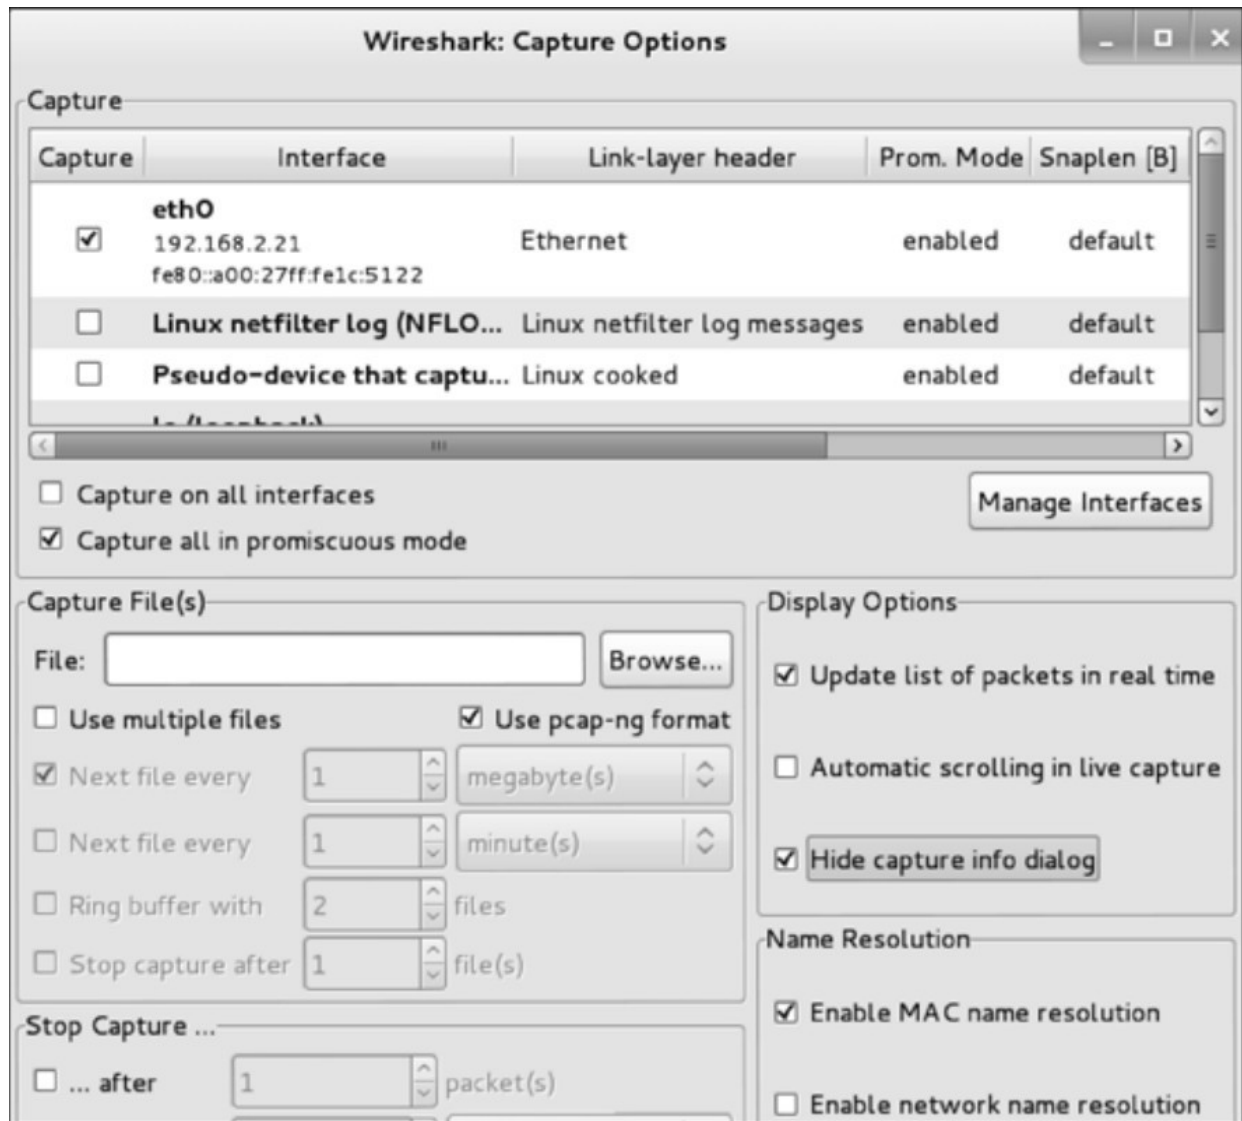 Wireshark: Capture Options
Capture
Capture Interface Link-layer header Prom. Mode Snaplen [B]
eth0
192.168.2.21 Ethernet enabled default
fe80::a00:27ff:fe1c:5122
Linux netfilter log (NFLO... Linux netfilter log messages enabled default
Pseudo-device that captu... Linux cooked enabled default
lo (loopback)
Capture on all interfaces
Manage Interfaces
Capture all in promiscuous mode
Capture File(s)
File: Browse...
Use multiple files Use pcap-ng format
Next file every 1 megabyte(s)
Next file every 1 minute(s)
Ring buffer with 2 files
Stop capture after 1 file(s)
Stop Capture ...
... after 1 packet(s)
Display Options
Update list of packets in real time
Automatic scrolling in live capture
Hide capture info dialog
Name Resolution
Enable MAC name resolution
Enable network name resolution